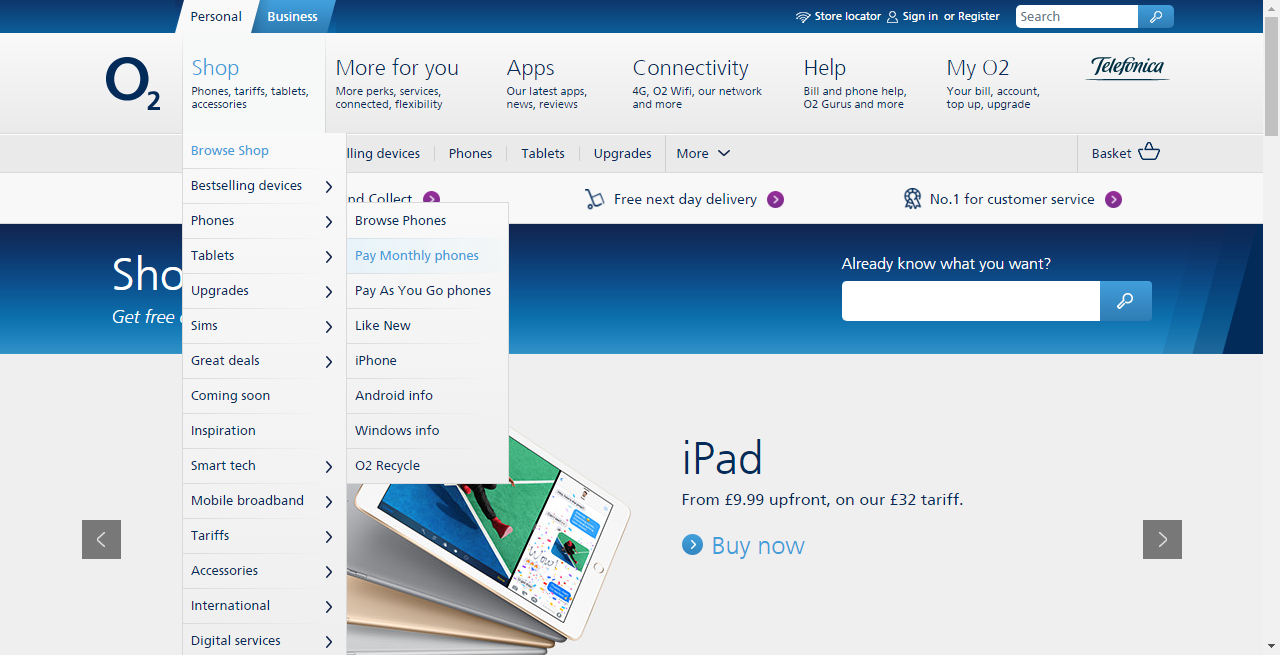 Personal
Business
Store locator
Sign in or Register
Search
O2
Shop
Phones, tariffs, tablets,
accessories
More for you
More perks, services,
connected, flexibility
Apps
Our latest apps,
news, reviews
Connectivity
4G, O2 Wifi, our network
and more
Help
Bill and phone help,
O2 Gurus and more
My O2
Your bill, account,
top up, upgrade
Telefónica
lling devices
Phones
Tablets
Upgrades
More
Basket
nd Collect
Free next day delivery
No.1 for customer service
Browse Shop
Bestselling devices
Phones
Tablets
Upgrades
Sims
Great deals
Coming soon
Inspiration
Smart tech
Mobile broadband
Tariffs
Accessories
International
Digital services
Browse Phones
Pay Monthly phones
Pay As You Go phones
Like New
iPhone
Android info
Windows info
O2 Recycle
Sho
Get free
Already know what you want?
iPad
From £9.99 upfront, on our £32 tariff.
Buy now
WOW!